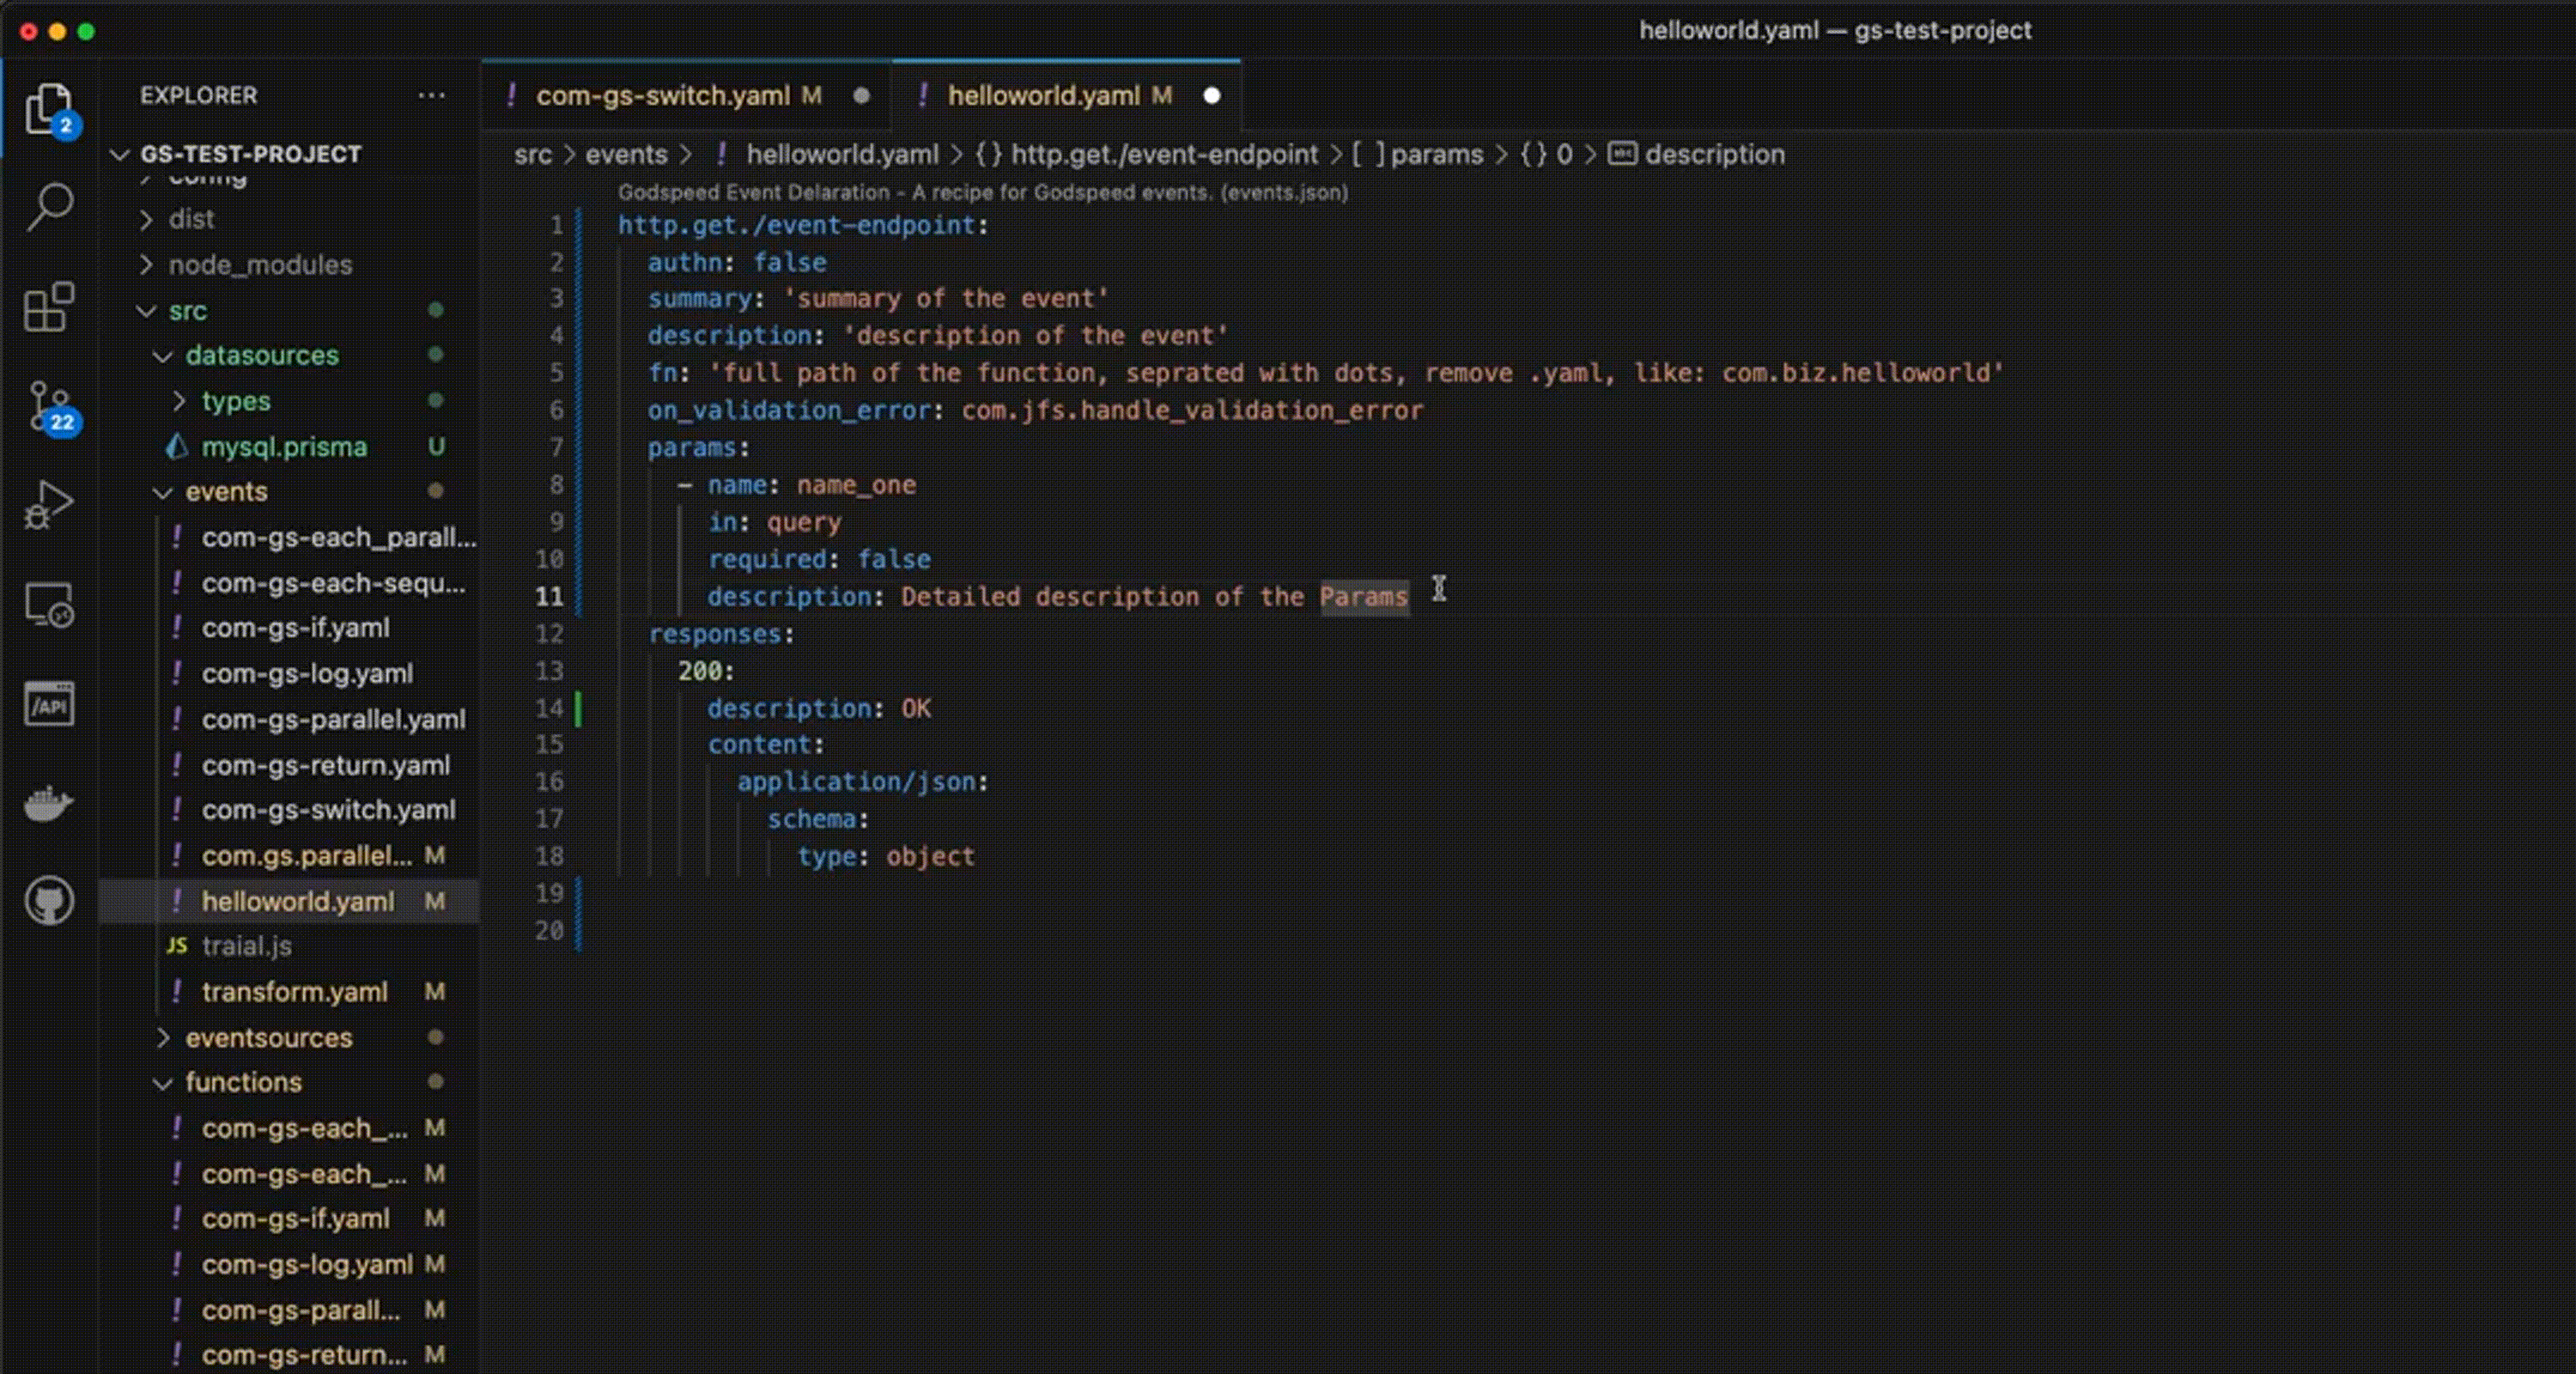 helloworld.yaml — gs-test-project
EXPLORER ...
2
22
/API
GS-TEST-PROJECT
config
dist
node_modules
src
datasources
types
mysql.prisma U
events
com-gs-each_parall...
com-gs-each-sequ...
com-gs-if.yaml
com-gs-log.yaml
com-gs-parallel.yaml
com-gs-return.yaml
com-gs-switch.yaml
com.gs.parallel... M
helloworld.yaml M
JS traial.js
transform.yaml M
eventsources
functions
com-gs-each_... M
com-gs-each_... M
com-gs-if.yaml M
com-gs-log.yaml M
com-gs-parall... M
com-gs-return... M
! com-gs-switch.yaml M ! helloworld.yaml M
src > events > ! helloworld.yaml > {} http.get./event-endpoint > [ ] params > {} 0 > description
Godspeed Event Delaration - A recipe for Godspeed events. (events.json)
1 http.get./event-endpoint:
2 authn: false
3 summary: 'summary of the event'
4 description: 'description of the event'
5 fn: 'full path of the function, seprated with dots, remove .yaml, like: com.biz.helloworld'
6 on_validation_error: com.jfs.handle_validation_error
7 params:
8 - name: name_one
9 in: query
10 required: false
11 description: Detailed description of the Params
12 responses:
13 200:
14 description: OK
15 content:
16 application/json:
17 schema:
18 type: object
19
20